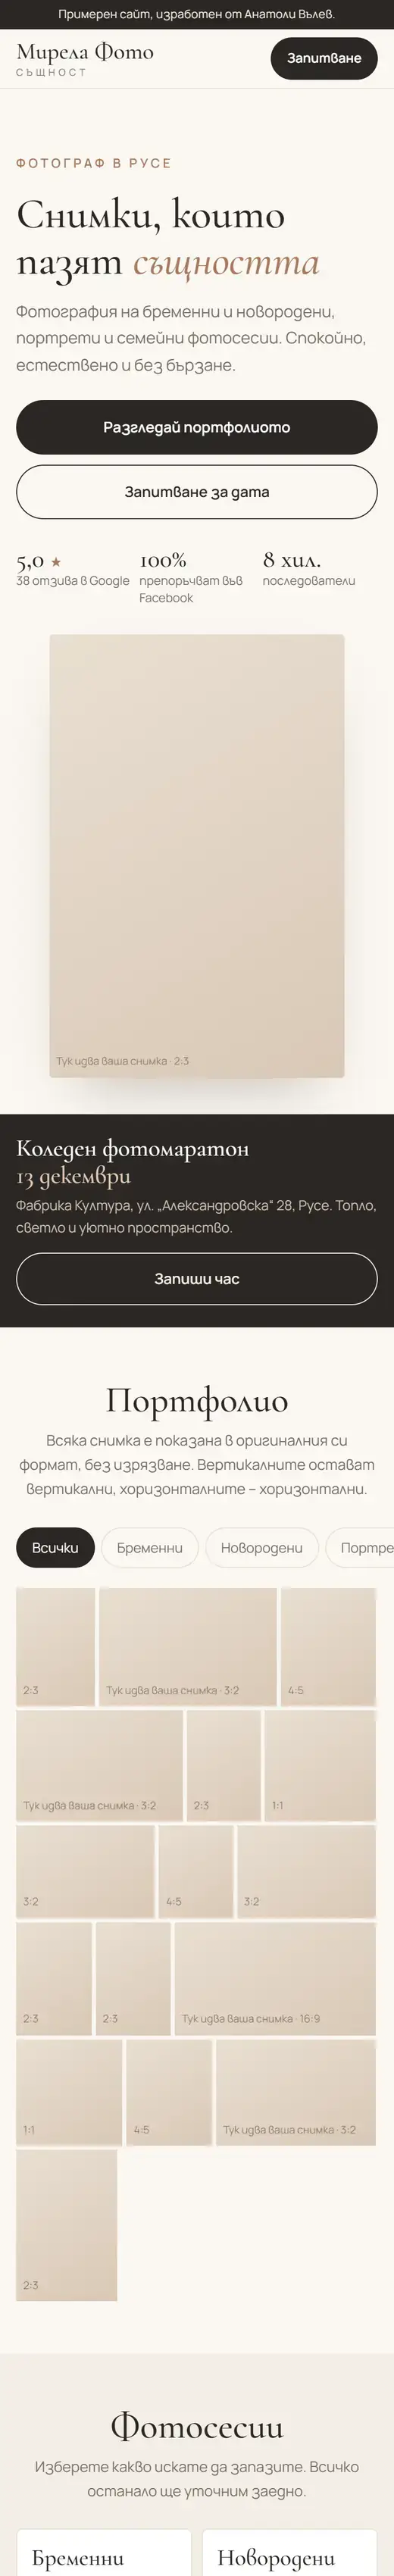 Примерен сайт, изработен от Анатоли Вълев.
Мирела Фото
СЪЩНОСТ
Запитване
ФОТОГРАФ В РУСЕ
Снимки, които
пазят същността
Фотография на бременни и новородени,
портрети и семейни фотосесии. Спокойно,
естествено и без бързане.
Разгледай портфолиото
Запитване за дата
5,0 ★
38 отзива в Google
100%
препоръчват във
Facebook
8 хил.
последователи
Тук идва ваша снимка · 2:3
Коледен фотомаратон
13 декември
Фабрика Култура, ул. „Александровска“ 28, Русе. Топло,
светло и уютно пространство.
Запиши час
Портфолио
Всяка снимка е показана в оригиналния си
формат, без изрязване. Вертикалните остават
вертикални, хоризонталните – хоризонтални.
Всички
Бременни
Новородени
Портре
2:3
Тук идва ваша снимка · 3:2
4:5
Тук идва ваша снимка · 3:2
2:3
1:1
3:2
4:5
3:2
2:3
2:3
Тук идва ваша снимка · 16:9
1:1
4:5
Тук идва ваша снимка · 3:2
2:3
Фотосесии
Изберете какво искате да запазите. Всичко
останало ще уточним заедно.
Бременни
Новородени